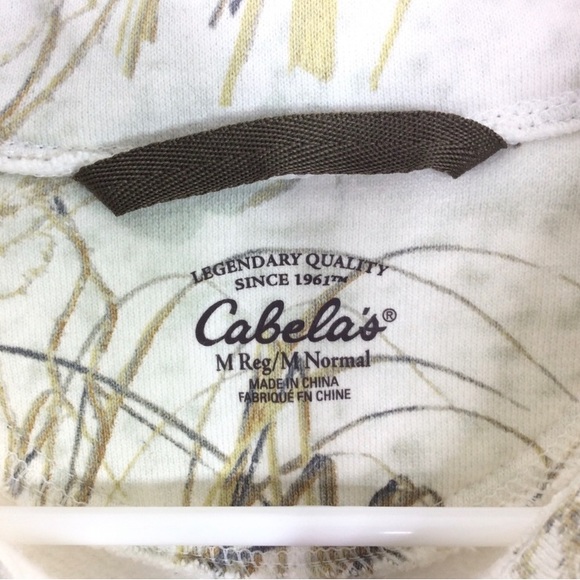 LEGENDARY QUALITY
SINCE 1961™
Cabela's®
M Reg/M Normal
MADE IN CHINA
FABRIQUÉ EN CHINE